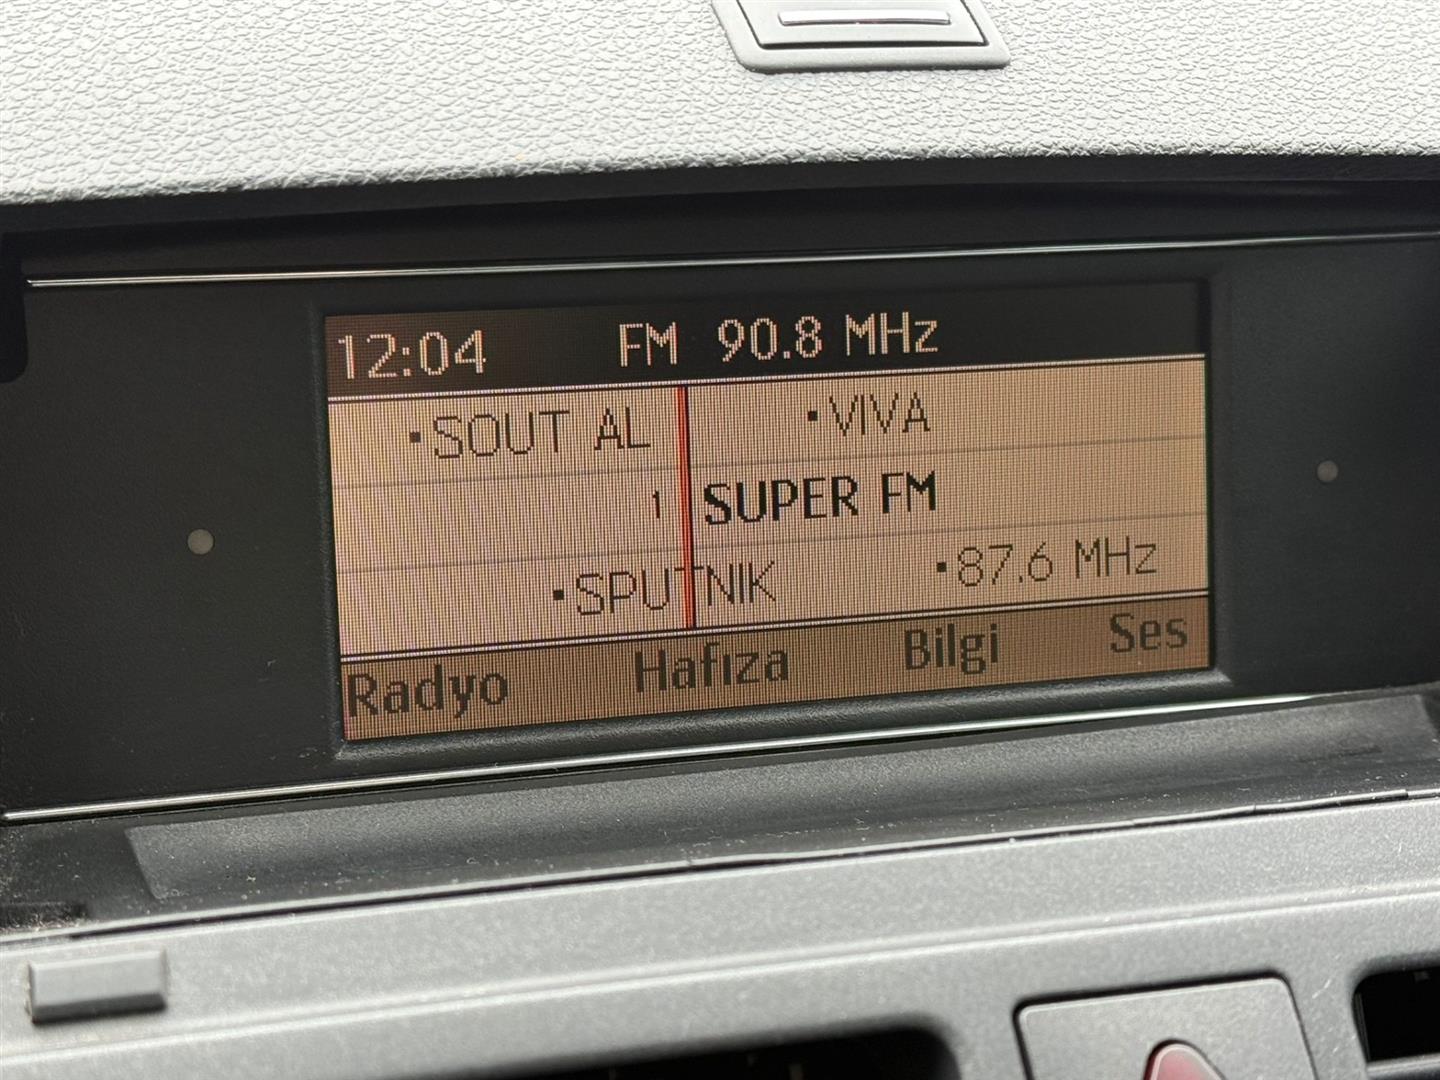 12:04 FM 90.8 MHz
SOUT AL VIVA
1 SUPER FM
SPUTNIK 87.6 MHz
Radyo Hafıza Bilgi Ses